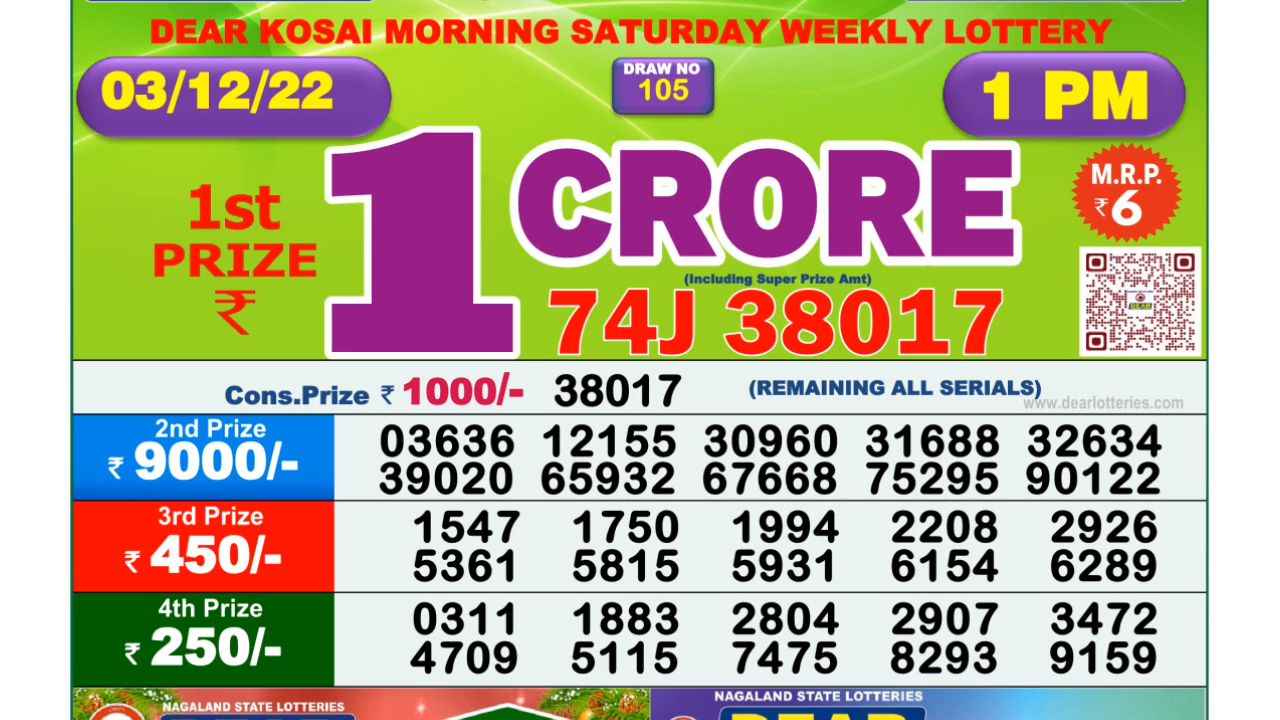 DEAR KOSAI MORNING SATURDAY WEEKLY LOTTERY
03/12/22
DRAW NO
105
1 PM
1st
PRIZE
₹
1 CRORE
(Including Super Prize Amt)
74J 38017
M.R.P.
₹6
Cons.Prize ₹ 1000/- 38017 (REMAINING ALL SERIALS)
www.dearlotteries.com
2nd Prize
₹ 9000/-
03636 12155 30960 31688 32634
39020 65932 67668 75295 90122
3rd Prize
₹ 450/-
1547 1750 1994 2208 2926
5361 5815 5931 6154 6289
4th Prize
₹ 250/-
0311 1883 2804 2907 3472
4709 5115 7475 8293 9159
NAGALAND STATE LOTTERIES
NAGALAND STATE LOTTERIES
DEAR